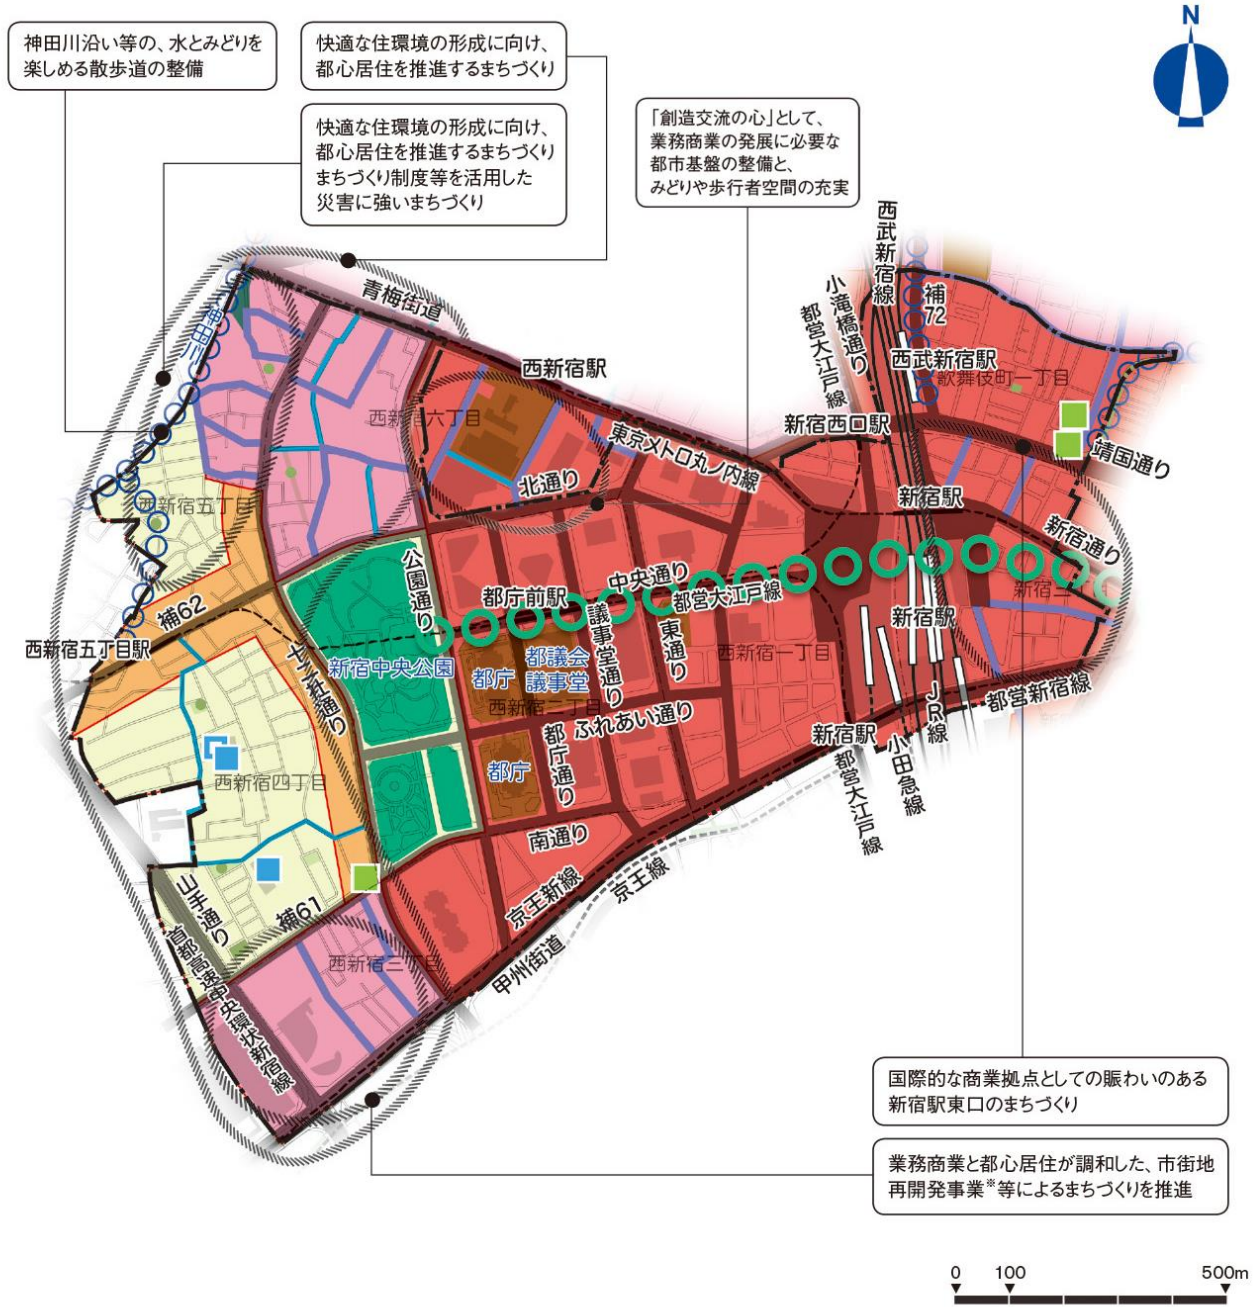 N
神田川沿い等の、水とみどりを
楽しめる散歩道の整備
快適な住環境の形成に向け、
都心居住を推進するまちづくり
快適な住環境の形成に向け、
都心居住を推進するまちづくり
まちづくり制度等を活用した
災害に強いまちづくり
「創造交流の心」として、
業務商業の発展に必要な
都市基盤の整備と、
みどりや歩行者空間の充実
西武新宿線
小滝橋通り
都営大江戸線
補72
青梅街道
神田川
西新宿駅
西武新宿駅
歌舞伎町一丁目
西新宿六丁目
新宿西口駅
東京メトロ丸ノ内線
靖国通り
北通り
新宿駅
西新宿五丁目
新宿通り
公園通り
中央通り
都庁前駅
都営大江戸線
新宿三
補62
議事堂通り
東通り
新宿駅
西新宿五丁目駅
十二社通り
新宿中央公園
都庁
都議会
議事堂
西新宿一丁目
西新宿二丁目
ふれあい通り
JR線
都営新宿線
新宿駅
都庁
都庁通り
小田急線
都営大江戸線
西新宿四丁目
南通り
京王新線
京王線
山手通り
補61
首都高速中央環状新宿線
西新宿三丁目
甲州街道
国際的な商業拠点としての賑わいのある
新宿駅東口のまちづくり
業務商業と都心居住が調和した、市街地
再開発事業※等によるまちづくりを推進
0 100 500m